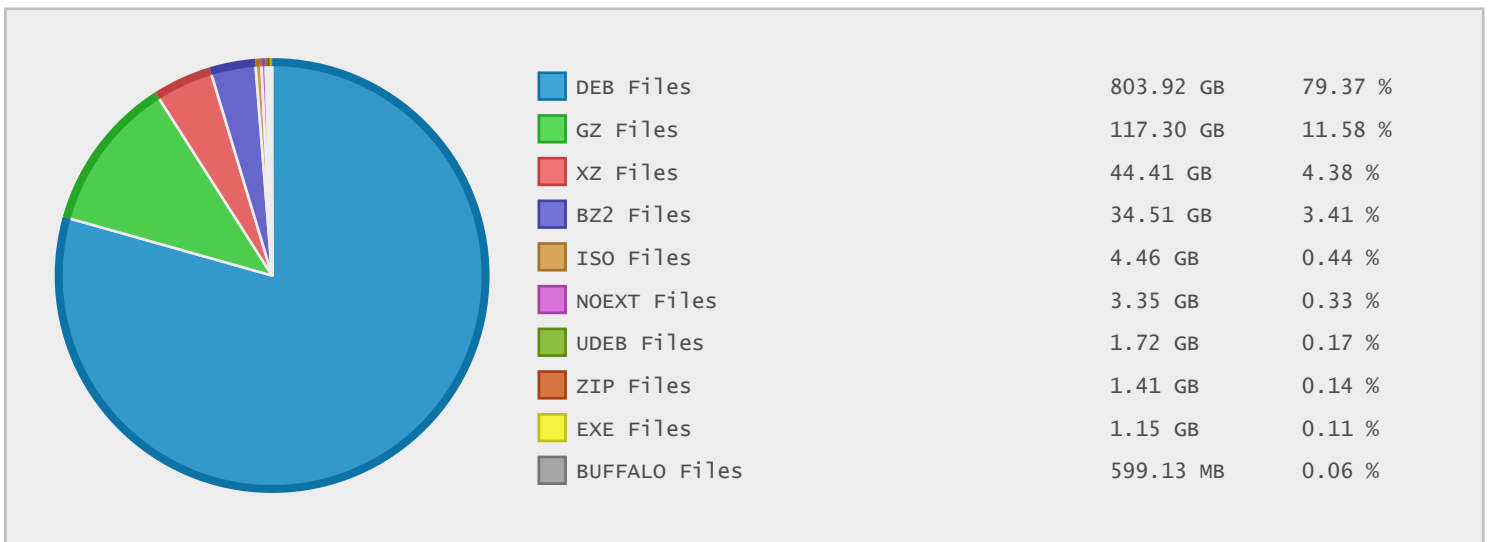 DEB Files 803.92 GB 79.37 %
GZ Files 117.30 GB 11.58 %
XZ Files 44.41 GB 4.38 %
BZ2 Files 34.51 GB 3.41 %
ISO Files 4.46 GB 0.44 %
NOEXT Files 3.35 GB 0.33 %
UDEB Files 1.72 GB 0.17 %
ZIP Files 1.41 GB 0.14 %
EXE Files 1.15 GB 0.11 %
BUFFALO Files 599.13 MB 0.06 %